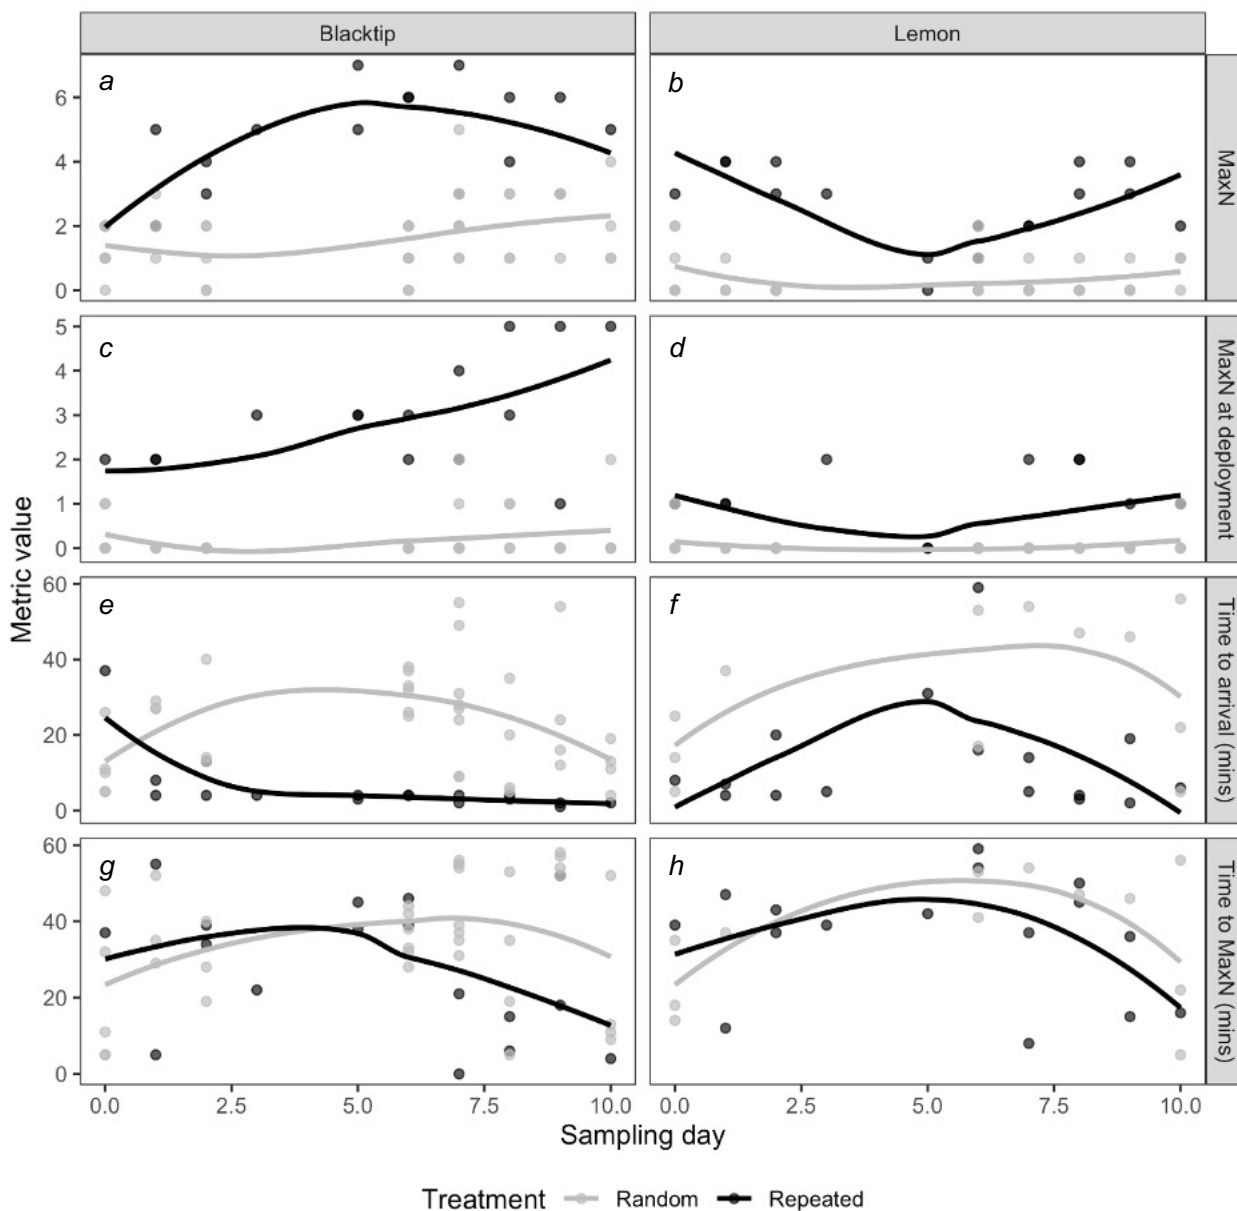 Blacktip
Lemon
a
b
6
4
2
0
MaxN
c
d
5
4
3
2
1
0
MaxN at deployment
Metric value
e
f
60
40
20
0
Time to arrival (mins)
g
h
60
40
20
0
Time to MaxN (mins)
0.0 2.5 5.0 7.5 10.0
0.0 2.5 5.0 7.5 10.0
Sampling day
Treatment Random Repeated